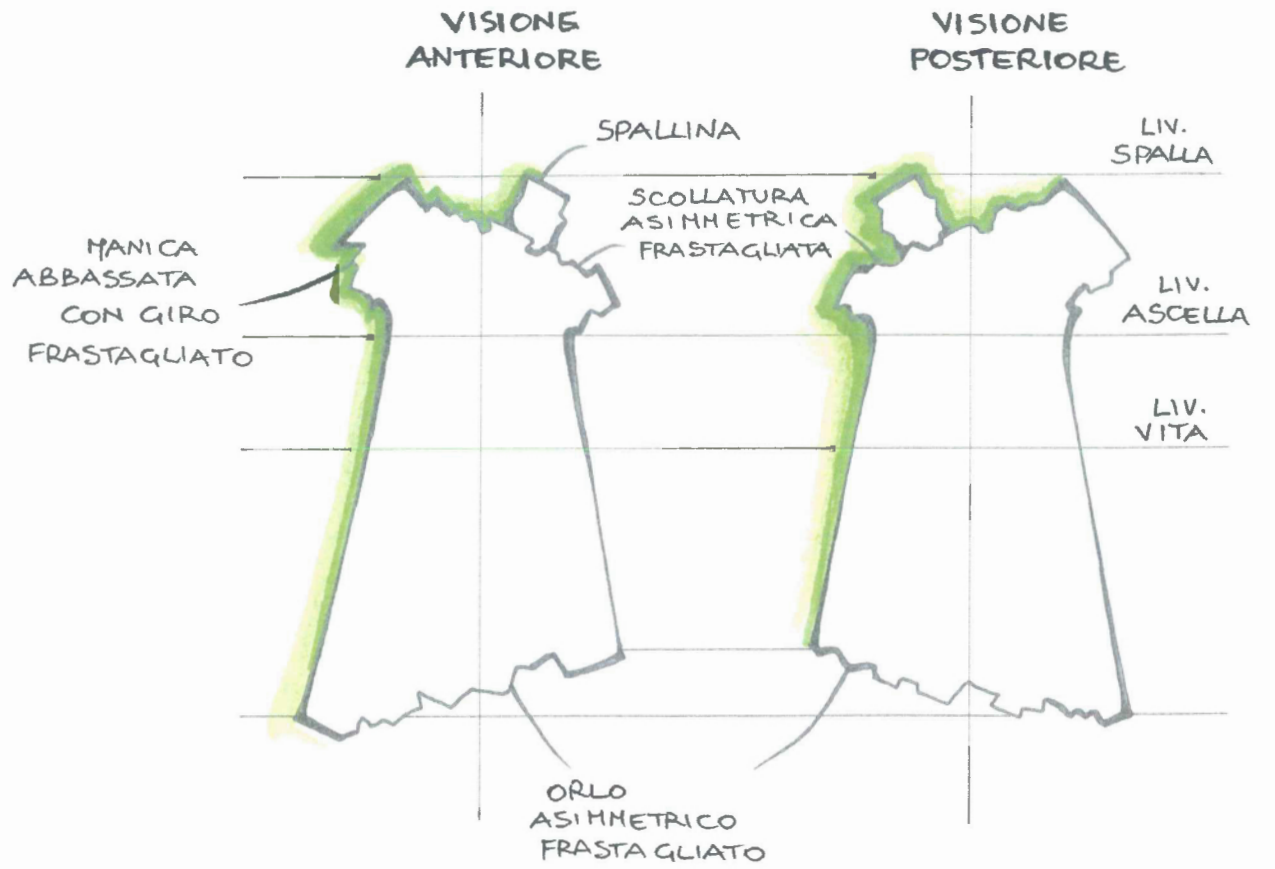 VISIONE
ANTERIORE
VISIONE
POSTERIORE
SPALLINA
LIV.
SPALLA
SCOLLATURA
ASIMMETRICA
FRASTAGLIATA
MANICA
ABBASSATA
CON GIRO
FRASTAGLIATO
LIV.
ASCELLA
LIV.
VITA
ORLO
ASIMMETRICO
FRASTAGLIATO